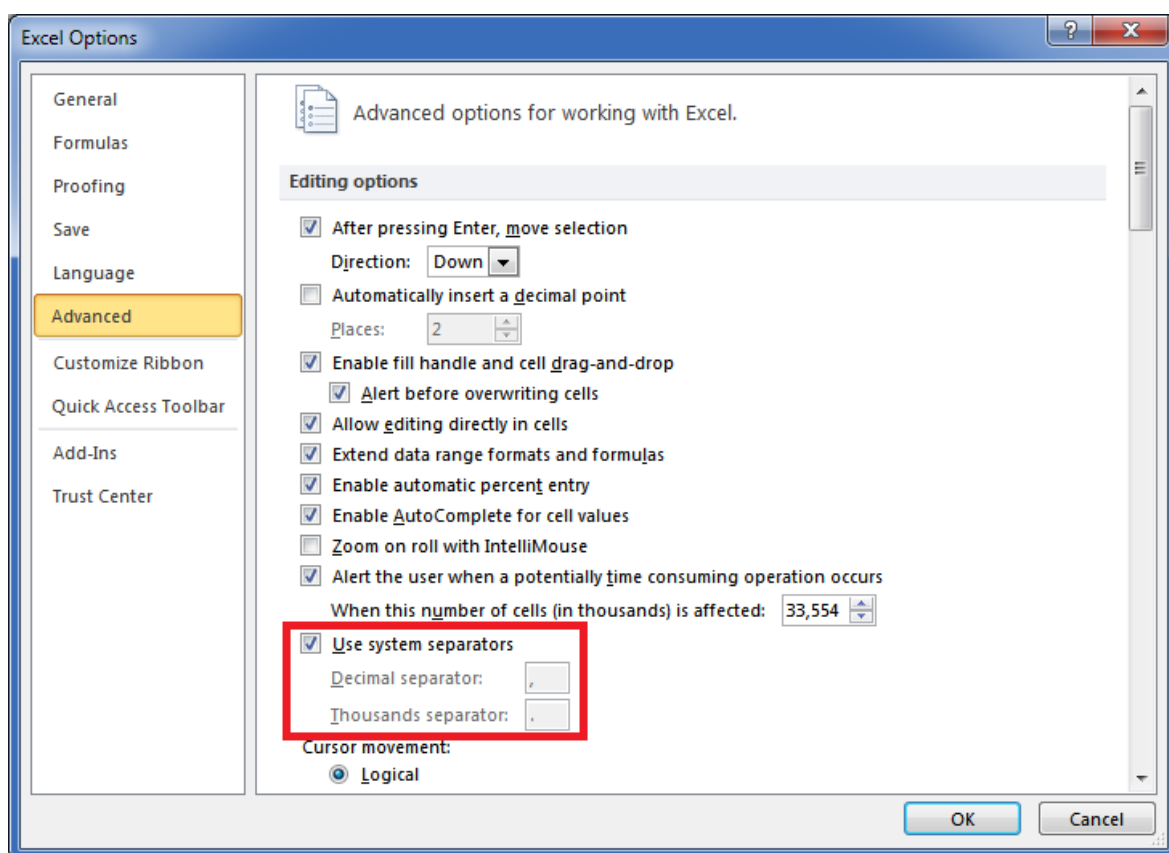 Excel Options
?
X
General
Formulas
Proofing
Save
Language
Advanced
Customize Ribbon
Quick Access Toolbar
Add-Ins
Trust Center
Advanced options for working with Excel.
Editing options
After pressing Enter, move selection
Direction: Down
Automatically insert a decimal point
Places: 2
Enable fill handle and cell drag-and-drop
Alert before overwriting cells
Allow editing directly in cells
Extend data range formats and formulas
Enable automatic percent entry
Enable AutoComplete for cell values
Zoom on roll with IntelliMouse
Alert the user when a potentially time consuming operation occurs
When this number of cells (in thousands) is affected: 33,554
Use system separators
Decimal separator: ,
Thousands separator: .
Cursor movement:
Logical
OK Cancel